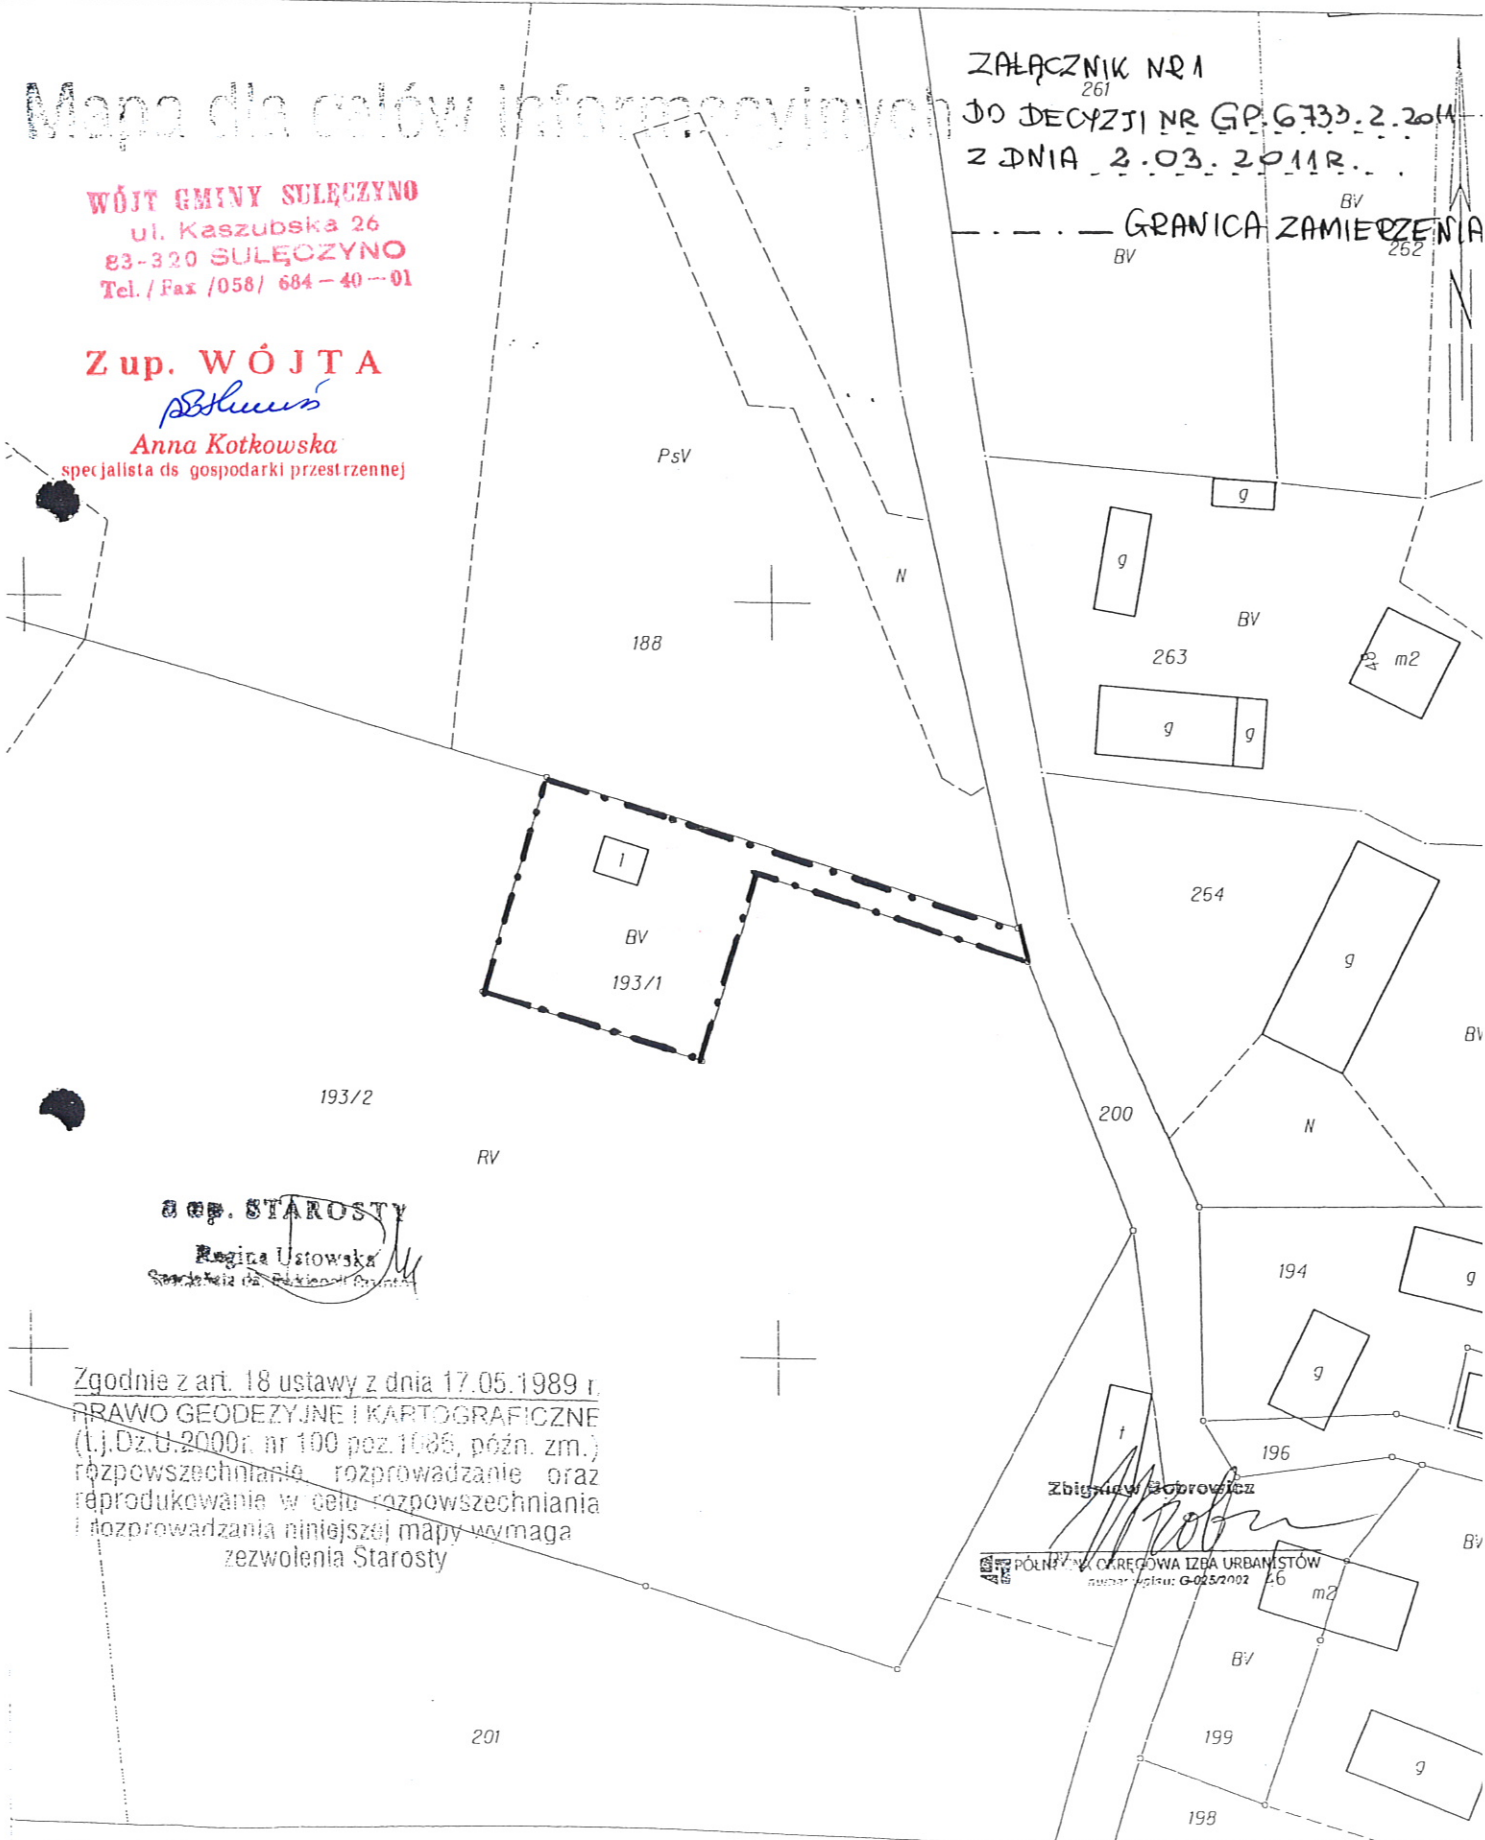 Mapa dla celów informacyjnych
ZAŁĄCZNIK NR 1
261
DO DECYZJI NR GP.6733.2.2011
Z DNIA 2.03.2011R.
BV
GRANICA ZAMIERZENIA
BV
262
WÓJT GMINY SULĘCZYNO
ul. Kaszubska 26
83-320 SULĘCZYNO
Tel./Fax /058/ 684-40-01
Z up. WÓJTA
Anna Kotkowska
specjalista ds gospodarki przestrzennej
N
PsV
g
g
N
BV
188
263
48
m2
g
g
1
254
BV
193/1
g
BV
193/2
200
N
RV
STAROSTY
Regina Ustowska
194
g
g
Zgodnie z art. 18 ustawy z dnia 17.05.1989 r.
PRAWO GEODEZYJNE I KARTOGRAFICZNE
(t.j.Dz.U.2000r. nr 100 poz.1086, późn. zm.)
rozpowszechnianie, rozprowadzanie oraz
reprodukowanie w celu rozpowszechniania
i rozprowadzania niniejszej mapy wymaga
zezwolenia Starosty
t
196
Zbigniew
BV
OKRĘGOWA IZBA URBANISTÓW
G-025/2002
46
m2
BV
201
199
g
198